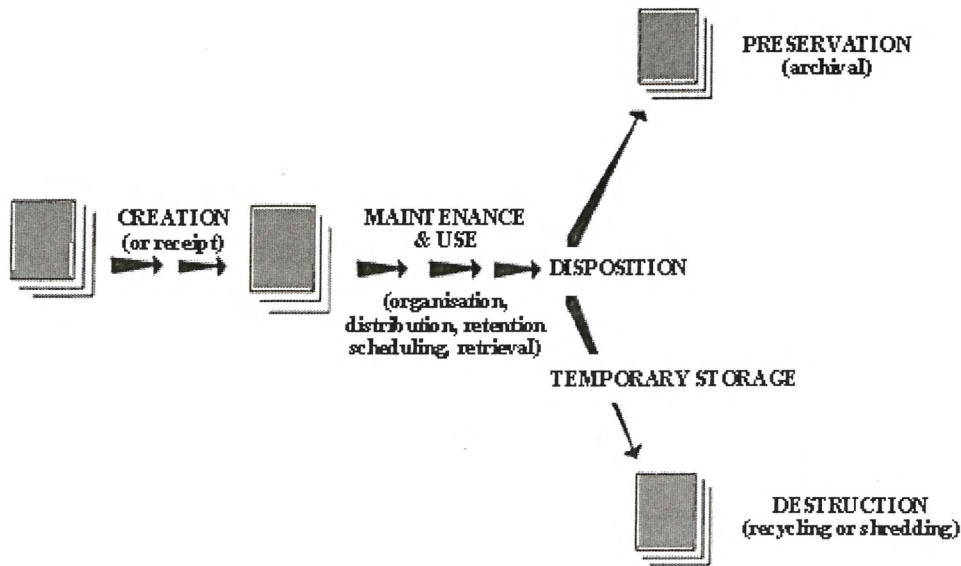 PRESERVATION
(archival)
CREATION
(or receipt)
MAINTENANCE
& USE
DISPOSITION
(organisation,
distribution, retention
scheduling, retrieval)
TEMPORARY STORAGE
DESTRUCTION
(recycling or shredding)